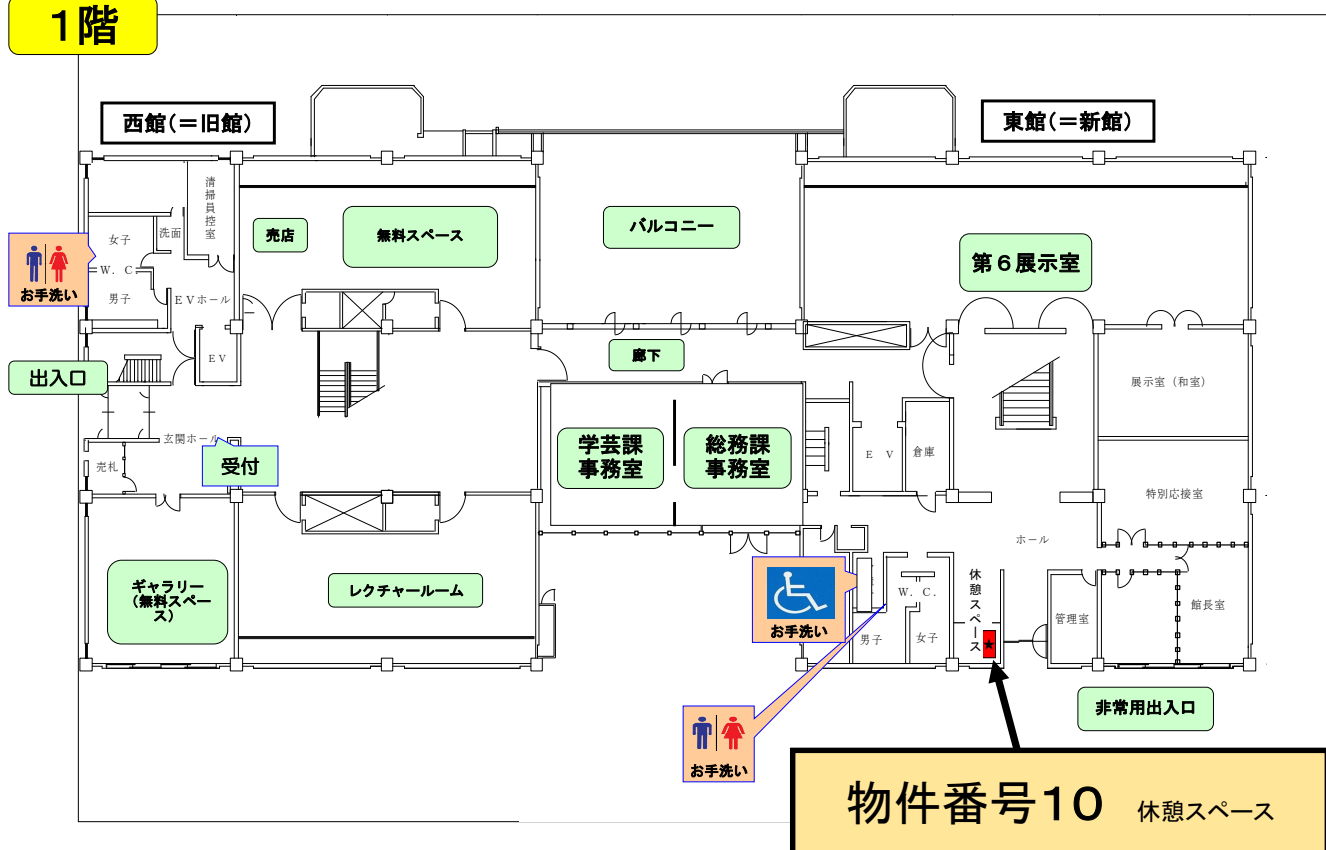 1階
西館(=旧館)
東館(=新館)
清掃員控室
女子
洗面
W. C.
男子
お手洗い
EVホール
EV
売店
無料スペース
バルコニー
第6展示室
出入口
廊下
展示室(和室)
玄関ホール
売札
受付
学芸課
事務室
総務課
事務室
E V
倉庫
特別応接室
ホール
ギャラリー
(無料スペー
ス)
レクチャールーム
お手洗い
W. C.
男子
女子
休憩スペース
★
管理室
館長室
お手洗い
非常用出入口
物件番号10 休憩スペース